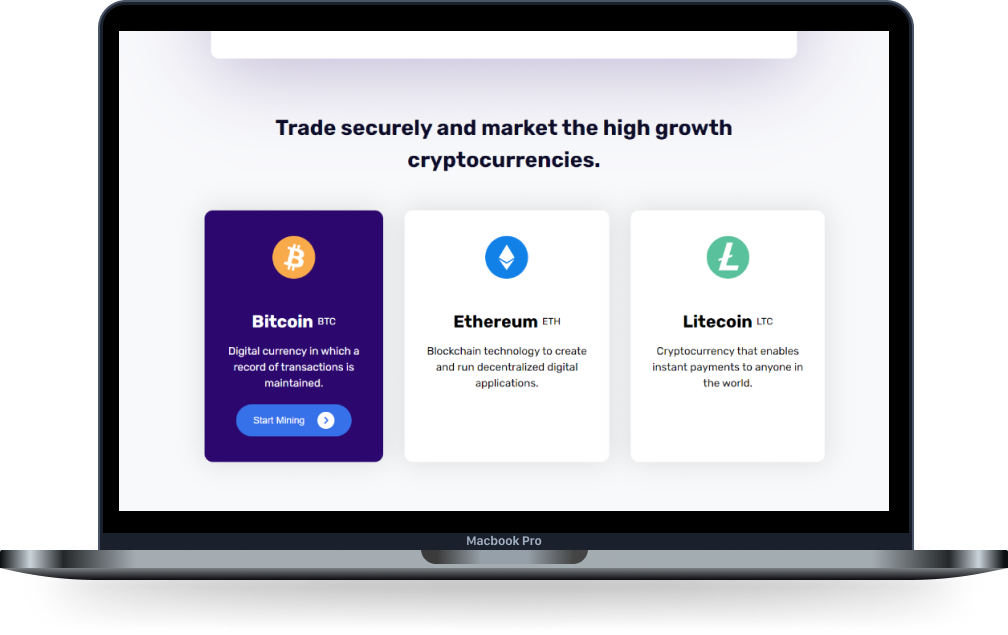 Trade securely and market the high growth
cryptocurrencies.
Bitcoin BTC
Digital currency in which a
record of transactions is
maintained.
Start Mining
Ethereum ETH
Blockchain technology to create
and run decentralized digital
applications.
Litecoin LTC
Cryptocurrency that enables
instant payments to anyone in
the world.
Macbook Pro